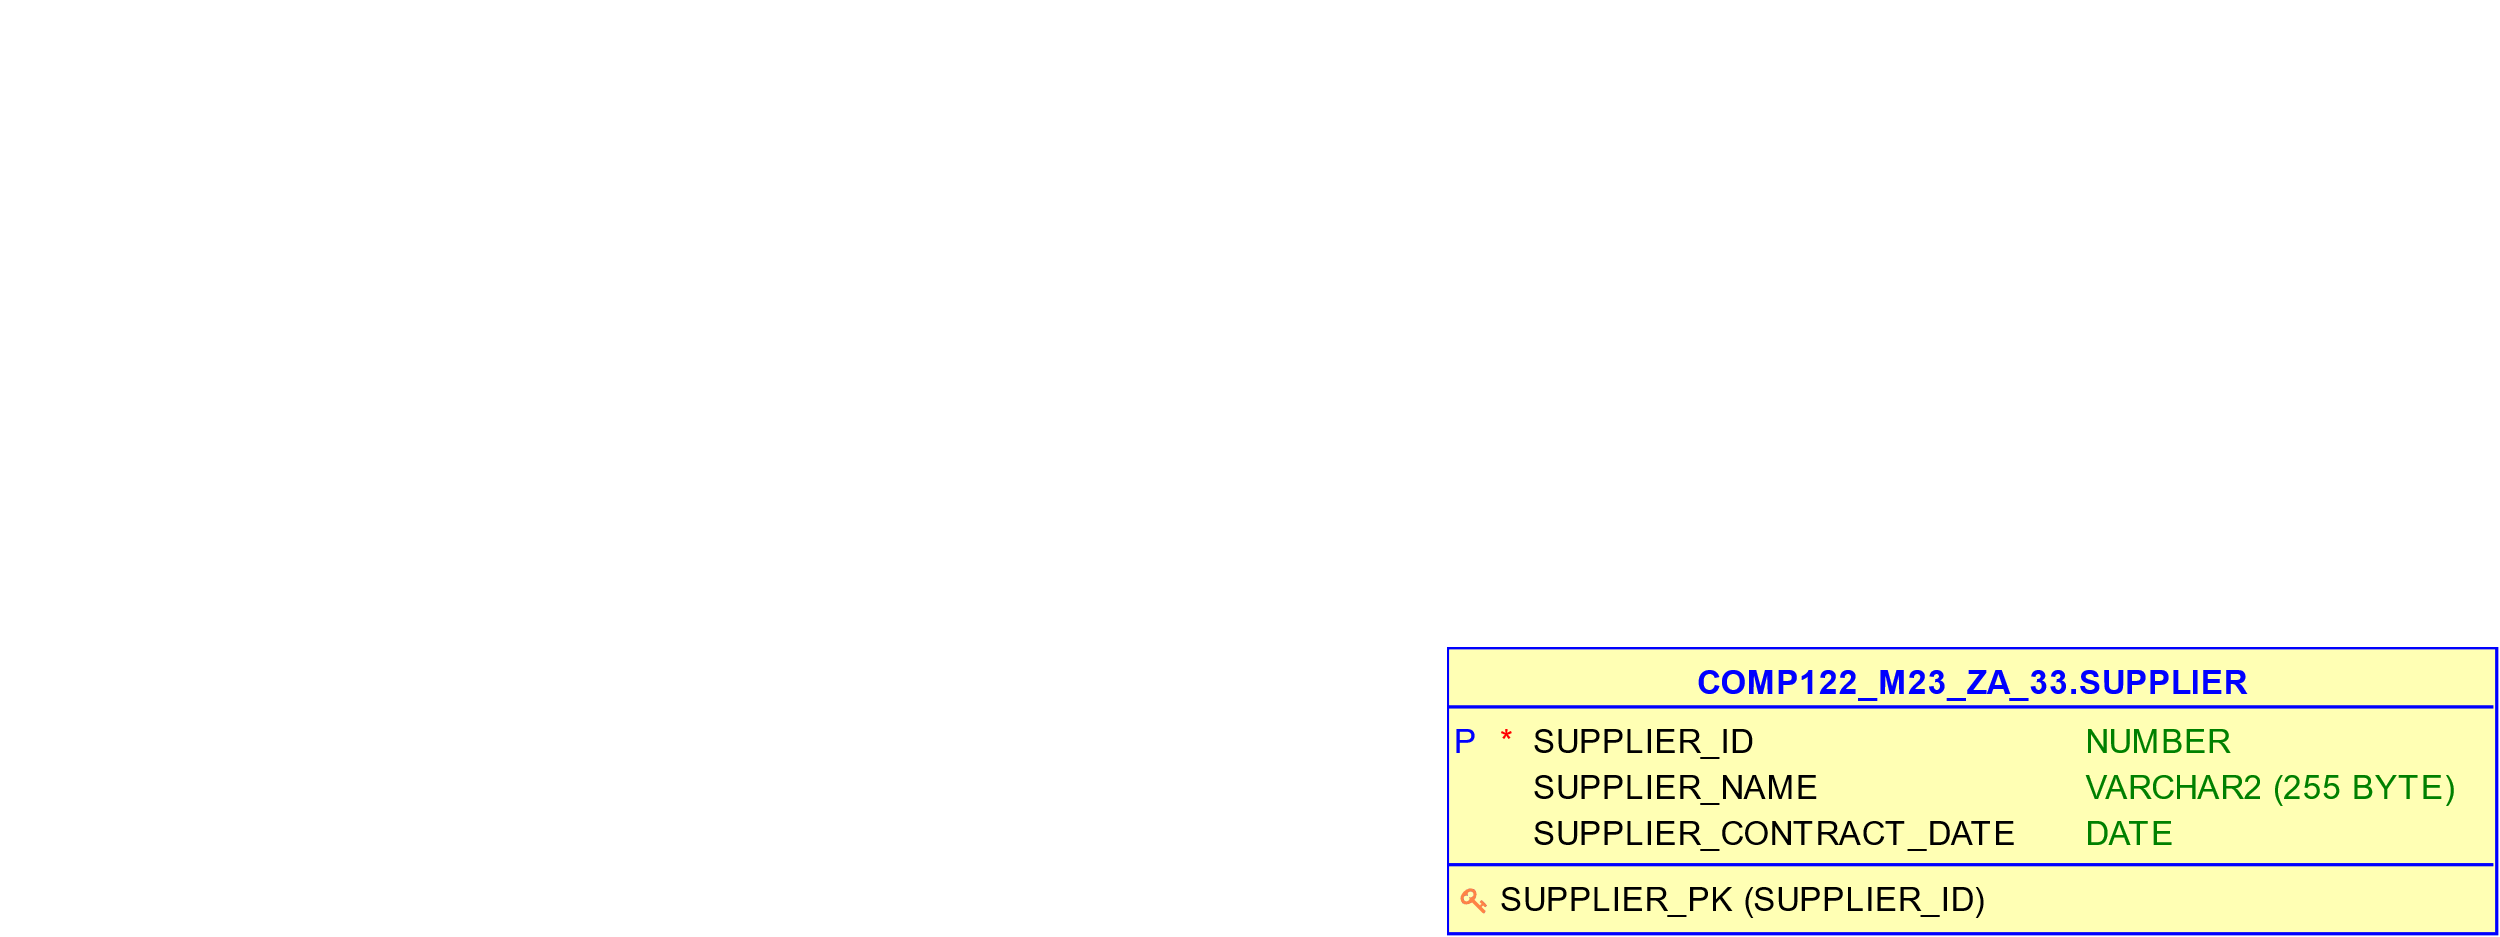 COMP122_M23_ZA_33.SUPPLIER
P * SUPPLIER_ID NUMBER
SUPPLIER_NAME VARCHAR2 (255 BYTE)
SUPPLIER_CONTRACT_DATE DATE
SUPPLIER_PK (SUPPLIER_ID)